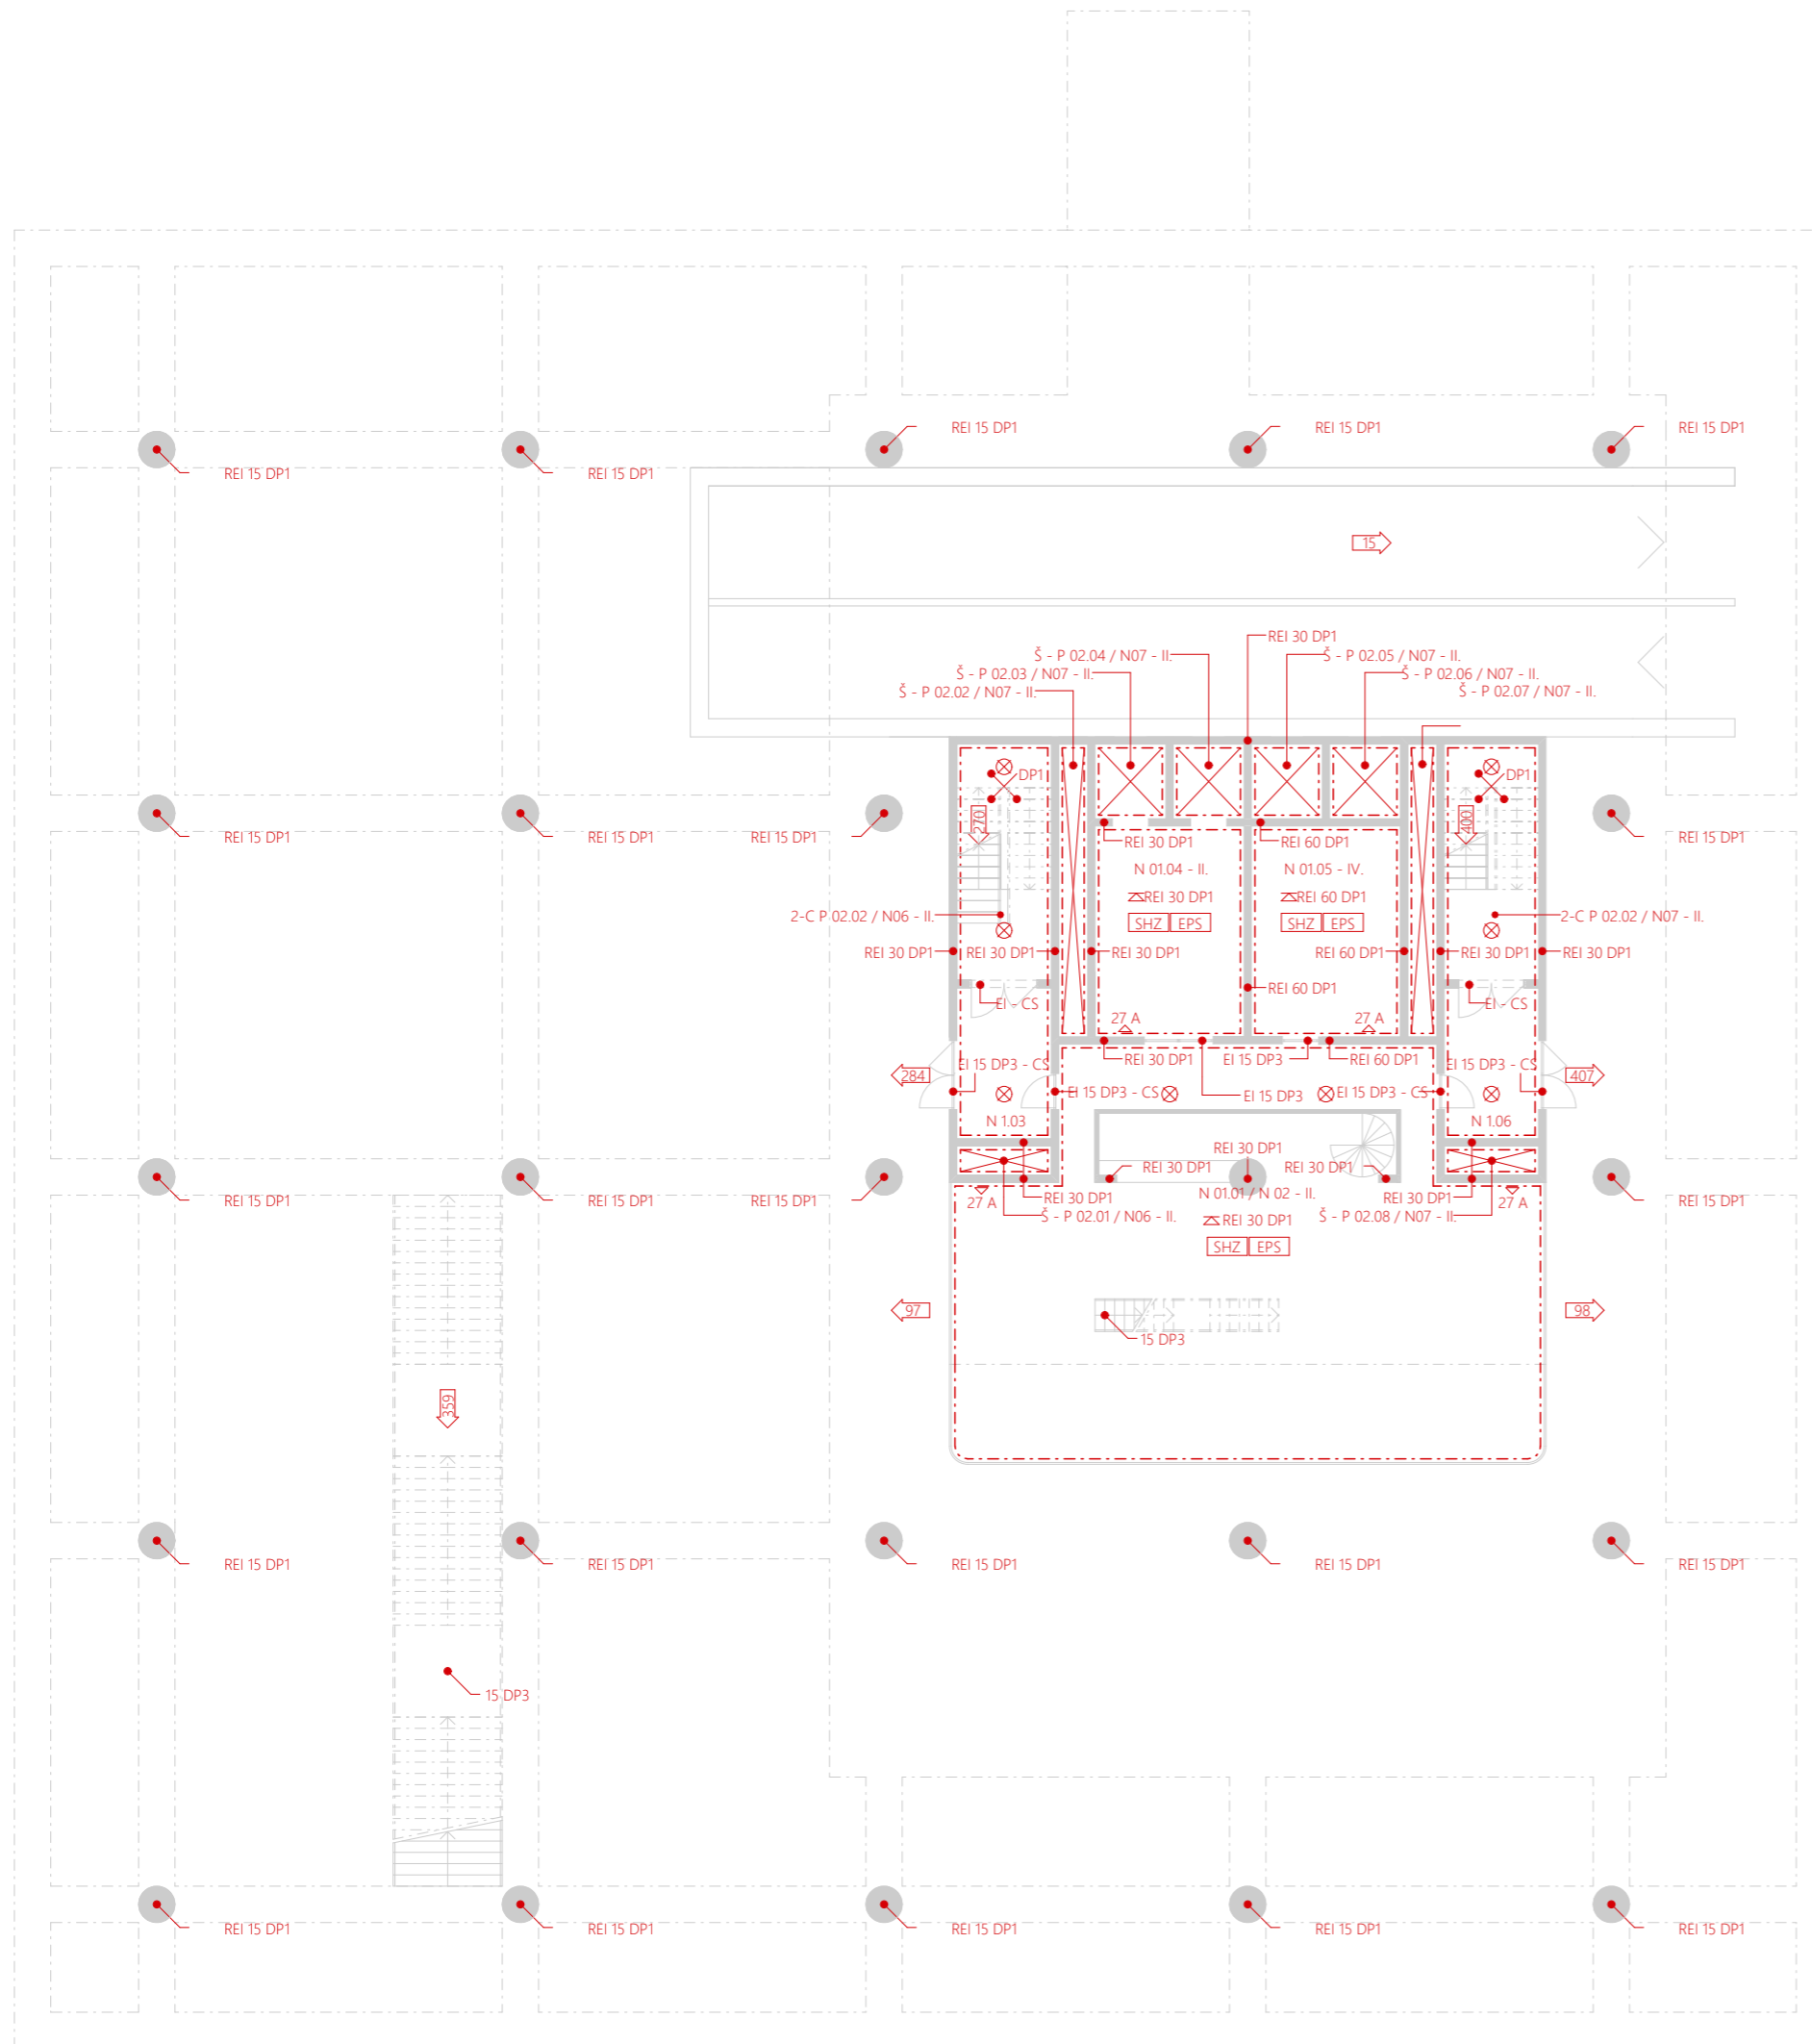 REI 15 DP1
REI 15 DP1
REI 15 DP1
REI 15 DP1
REI 15 DP1
15
REI 30 DP1
Š - P 02.04 / N07 - II.
Š - P 02.05 / N07 - II.
Š - P 02.03 / N07 - II.
Š - P 02.06 / N07 - II.
Š - P 02.02 / N07 - II.
Š - P 02.07 / N07 - II.
DP1
DP1
270
400
REI 15 DP1
REI 15 DP1
REI 15 DP1
REI 15 DP1
REI 30 DP1
REI 60 DP1
N 01.04 - II.
N 01.05 - IV.
REI 30 DP1
REI 60 DP1
SHZ EPS
SHZ EPS
2-C P 02.02 / N06 - II.
2-C P 02.02 / N07 - II.
REI 30 DP1
REI 30 DP1
REI 30 DP1
REI 60 DP1
REI 30 DP1
REI 30 DP1
REI 60 DP1
EI - CS
EI - CS
27 A
27 A
REI 30 DP1
EI 15 DP3
REI 60 DP1
EI 15 DP3 - CS
EI 15 DP3 - CS
284
407
EI 15 DP3 - CS
EI 15 DP3
EI 15 DP3 - CS
N 1.03
N 1.06
REI 30 DP1
REI 30 DP1
REI 30 DP1
N 01.01 / N 02 - II.
REI 15 DP1
REI 15 DP1
REI 15 DP1
27 A
REI 30 DP1
REI 30 DP1
27 A
REI 15 DP1
Š - P 02.01 / N06 - II.
REI 30 DP1
Š - P 02.08 / N07 - II.
SHZ EPS
97
98
15 DP3
359
REI 15 DP1
REI 15 DP1
REI 15 DP1
REI 15 DP1
REI 15 DP1
15 DP3
REI 15 DP1
REI 15 DP1
REI 15 DP1
REI 15 DP1
REI 15 DP1